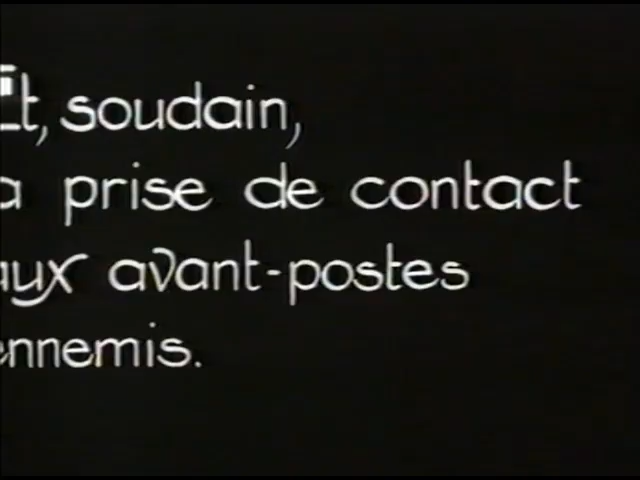 Et, soudain,
a prise de contact
aux avant-postes
ennemis.